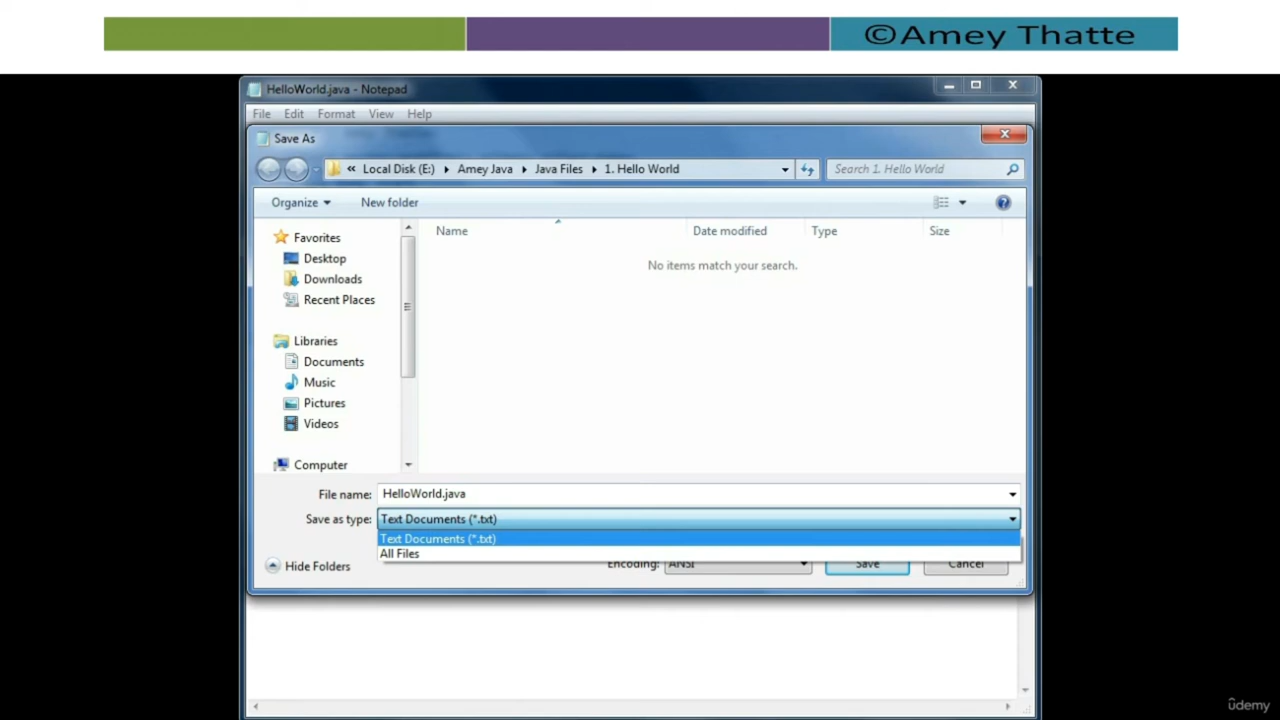 ©Amey Thatte
HelloWorld.java - Notepad
File Edit Format View Help
Save As
« Local Disk (E:) Amey Java Java Files 1. Hello World Search 1. Hello World
Organize New folder
Name Date modified Type Size
No items match your search.
Favorites
Desktop
Downloads
Recent Places
Libraries
Documents
Music
Pictures
Videos
Computer
File name: HelloWorld.java
Save as type: Text Documents (*.txt)
Text Documents (*.txt)
All Files
Hide Folders Encoding: ANSI Save Cancel
ûdemy